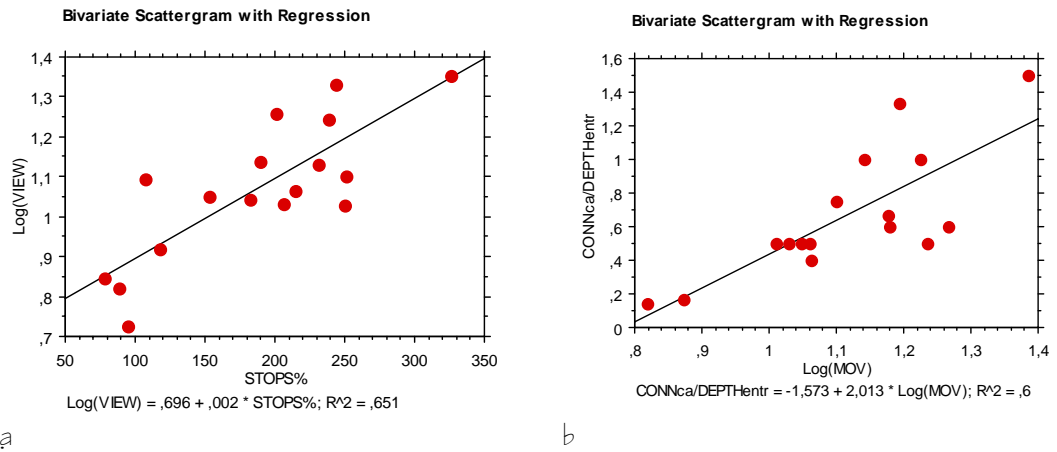 Bivariate Scattergram with Regression
1,4
1,3
1,2
1,1
1
,9
,8
,7
Log(VIEW)
50 100 150 200 250 300 350
STOPS%
Log(VIEW) = ,696 + ,002 * STOPS%; R^2 = ,651
a
Bivariate Scattergram with Regression
1,6
1,4
1,2
1
,8
,6
,4
,2
0
CONNca/DEPTHentr
,8 ,9 1 1,1 1,2 1,3 1,4
Log(MOV)
CONNca/DEPTHentr = -1,573 + 2,013 * Log(MOV); R^2 = ,6
b